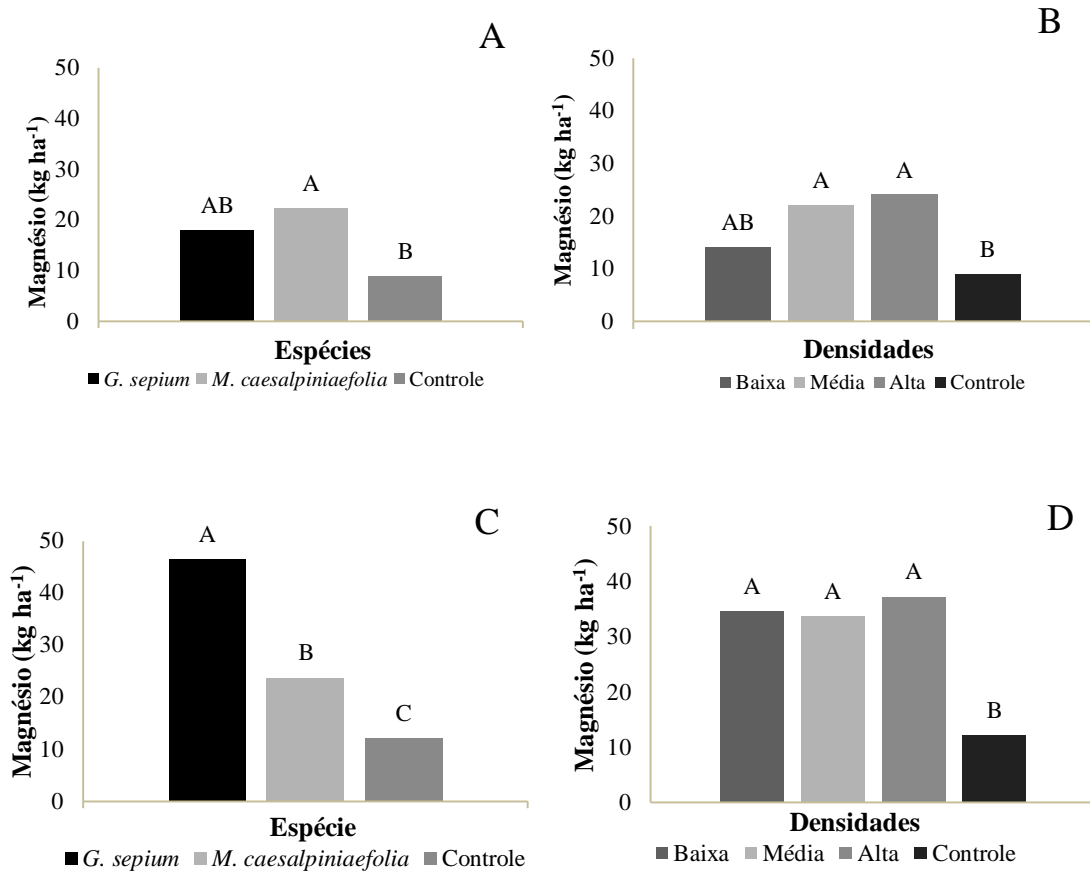 A
50
40
30
20
10
0
Magnésio (kg ha-1)
AB
A
B
Espécies
G. sepium M. caesalpiniaefolia Controle
B
50
40
30
20
10
0
Magnésio (kg ha-1)
AB
A
A
B
Densidades
Baixa Média Alta Controle
C
50
40
30
20
10
0
Magnésio (kg ha-1)
A
B
C
Espécie
G. sepium M. caesalpiniaefolia Controle
D
50
40
30
20
10
0
Magnésio (kg ha-1)
A
A
A
B
Densidades
Baixa Média Alta Controle